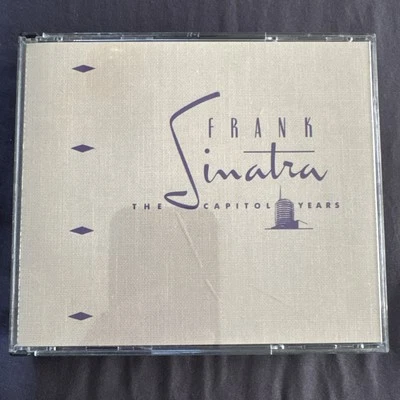 FRANK
Sinatra
THE CAPITOL YEARS